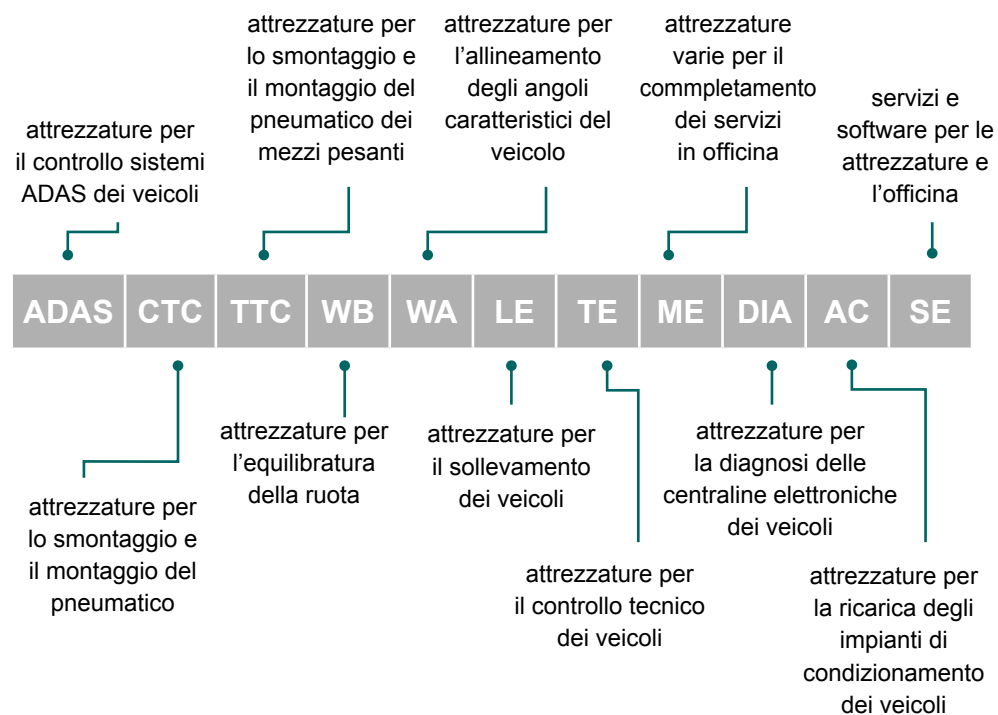 attrezzature per
il controllo sistemi
ADAS dei veicoli
attrezzature per
lo smontaggio e
il montaggio del
pneumatico dei
mezzi pesanti
attrezzature per
l’allineamento
degli angoli
caratteristici del
veicolo
attrezzature
varie per il
commpletamento
dei servizi
in officina
servizi e
software per le
attrezzature e
l’officina
ADAS CTC TTC WB WA LE TE ME DIA AC SE
attrezzature per
lo smontaggio e
il montaggio del
pneumatico
attrezzature per
l’equilibratura
della ruota
attrezzature per
il sollevamento
dei veicoli
attrezzature per
il controllo tecnico
dei veicoli
attrezzature per
la diagnosi delle
centraline elettroniche
dei veicoli
attrezzature per
la ricarica degli
impianti di
condizionamento
dei veicoli